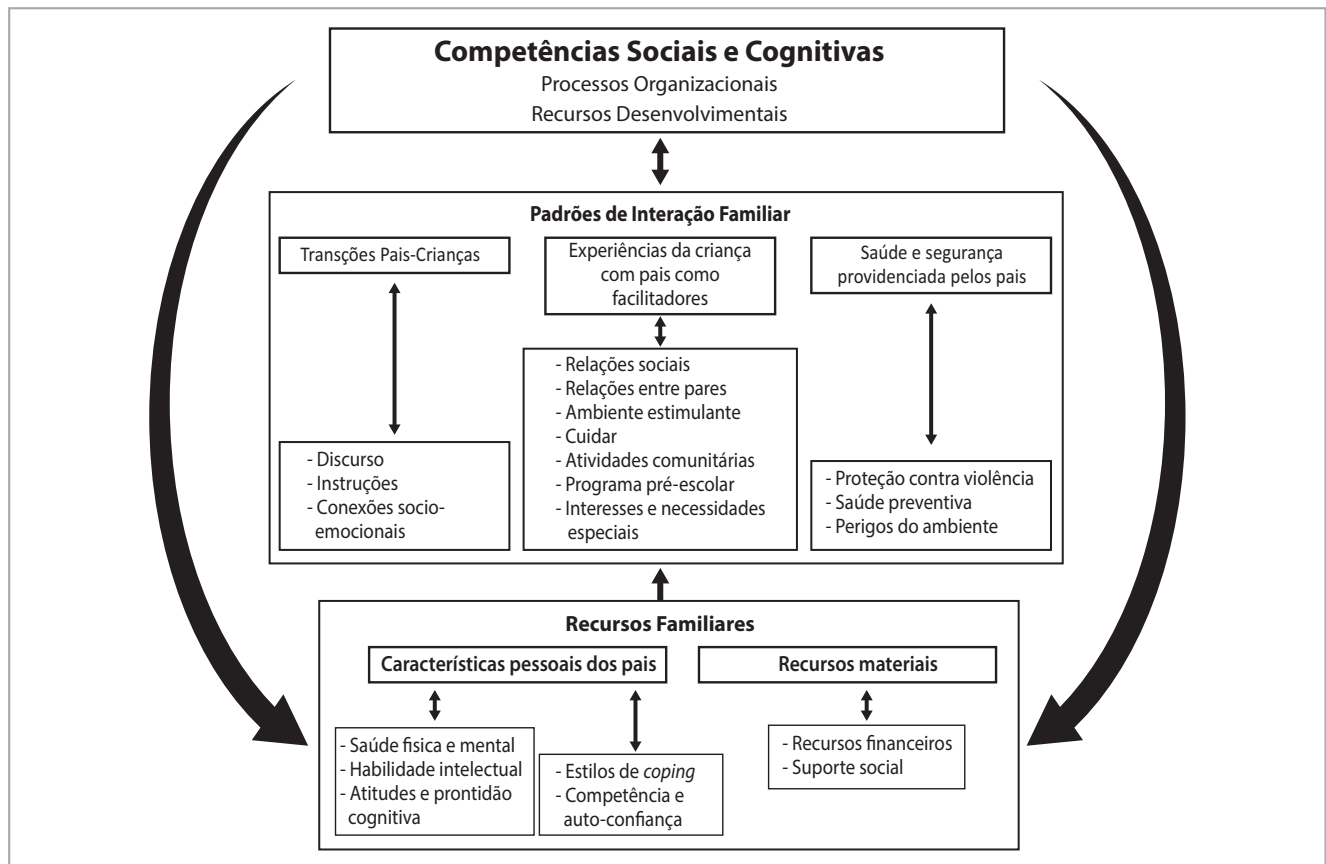 Competências Sociais e Cognitivas
Processos Organizacionais
Recursos Desenvolvimentais
Padrões de Interação Familiar
Transções Pais-Crianças
- Discurso
- Instruções
- Conexões socio-
emocionais
Experiências da criança
com pais como
facilitadores
- Relações sociais
- Relações entre pares
- Ambiente estimulante
- Cuidar
- Atividades comunitárias
- Programa pré-escolar
- Interesses e necessidades
especiais
Saúde e segurança
providenciada pelos pais
- Proteção contra violência
- Saúde preventiva
- Perigos do ambiente
Recursos Familiares
Características pessoais dos pais
- Saúde fisica e mental
- Habilidade intelectual
- Atitudes e prontidão
cognitiva
- Estilos de coping
- Competência e
auto-confiança
Recursos materiais
- Recursos financeiros
- Suporte social